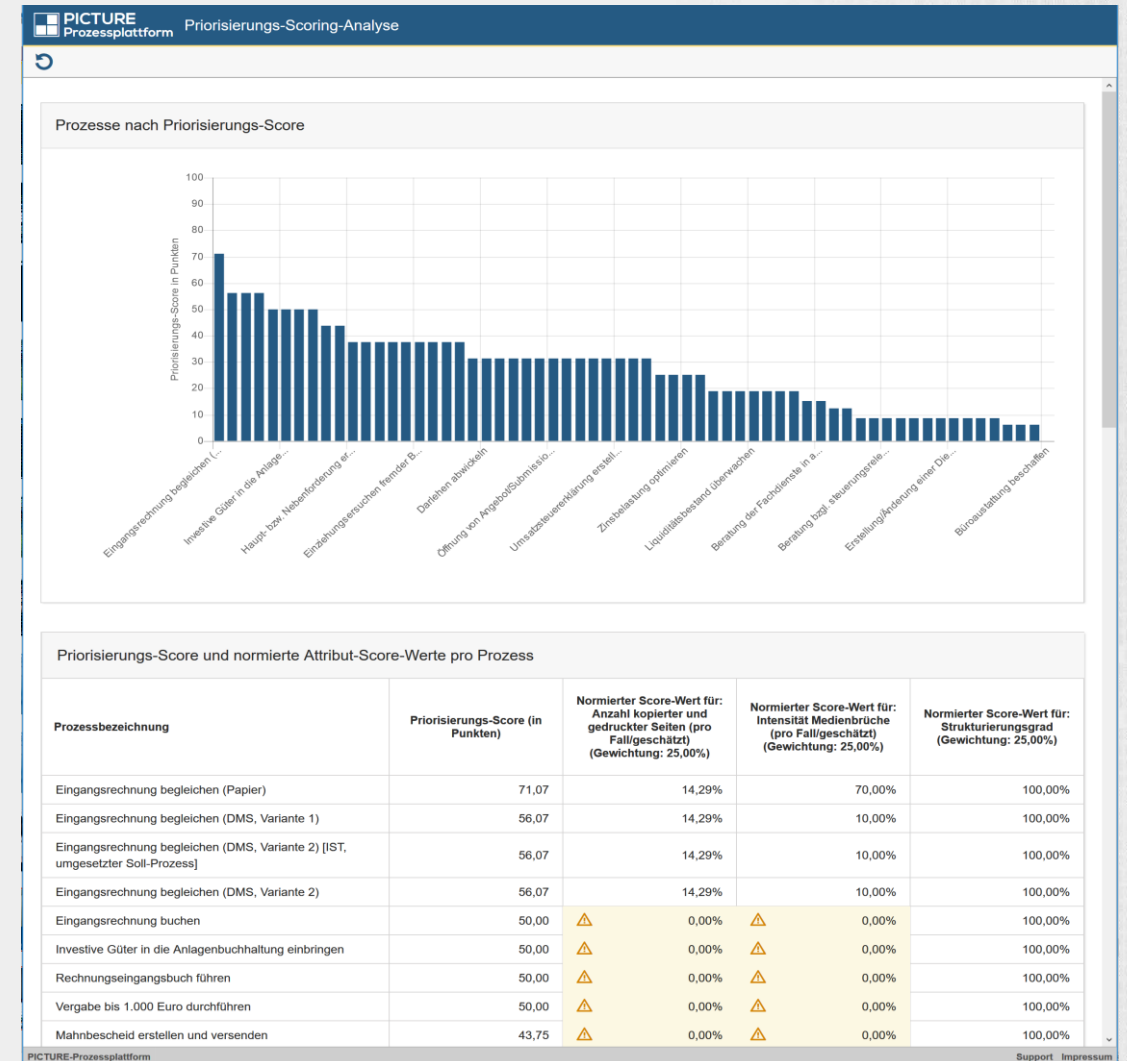 PICTURE
Prozessplattform
Priorisierungs-Scoring-Analyse
Prozesse nach Priorisierungs-Score
100
90
80
70
60
50
40
30
20
10
0
Priorisierungs-Score in Punkten
Eingangsrechnung begleichen (...
Investive Güter in die Anlage...
Haupt- bzw. Nebenforderung er...
Einziehungsersuchen fremder B...
Darlehen abwickeln
Öffnung von Angebot/Submissio...
Umsatzsteuererklärung erstell...
Zinsbelastung optimieren
Liquiditätsbestand überwachen
Beratung der Fachdienste in a...
Beratung bzgl. steuerungsrele...
Erstellung/Änderung einer Die...
Büroausstattung beschaffen
Priorisierungs-Score und normierte Attribut-Score-Werte pro Prozess
Prozessbezeichnung
Priorisierungs-Score (in
Punkten)
Normierter Score-Wert für:
Anzahl kopierter und
gedruckter Seiten (pro
Fall/geschätzt)
(Gewichtung: 25,00%)
Normierter Score-Wert für:
Intensität Medienbrüche
(pro Fall/geschätzt)
(Gewichtung: 25,00%)
Normierter Score-Wert für:
Strukturierungsgrad
(Gewichtung: 25,00%)
Eingangsrechnung begleichen (Papier) 71,07 14,29% 70,00% 100,00%
Eingangsrechnung begleichen (DMS, Variante 1) 56,07 14,29% 10,00% 100,00%
Eingangsrechnung begleichen (DMS, Variante 2) [IST,
umgesetzter Soll-Prozess] 56,07 14,29% 10,00% 100,00%
Eingangsrechnung begleichen (DMS, Variante 2) 56,07 14,29% 10,00% 100,00%
Eingangsrechnung buchen 50,00 0,00% 0,00% 100,00%
Investive Güter in die Anlagenbuchhaltung einbringen 50,00 0,00% 0,00% 100,00%
Rechnungseingangsbuch führen 50,00 0,00% 0,00% 100,00%
Vergabe bis 1.000 Euro durchführen 50,00 0,00% 0,00% 100,00%
Mahnbescheid erstellen und versenden 43,75 0,00% 0,00% 100,00%
PICTURE-Prozessplattform
Support Impressum